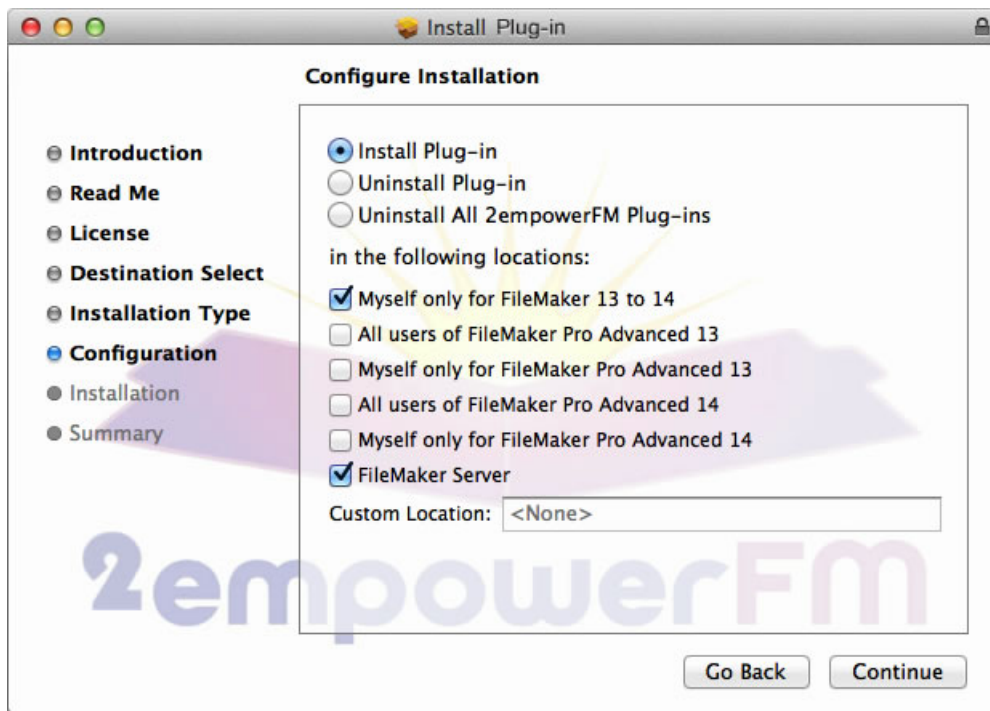 Install Plug-in
Configure Installation
Introduction
Read Me
License
Destination Select
Installation Type
Configuration
Installation
Summary
Install Plug-in
Uninstall Plug-in
Uninstall All 2empowerFM Plug-ins
in the following locations:
Myself only for FileMaker 13 to 14
All users of FileMaker Pro Advanced 13
Myself only for FileMaker Pro Advanced 13
All users of FileMaker Pro Advanced 14
Myself only for FileMaker Pro Advanced 14
FileMaker Server
Custom Location: <None>
2empowerFM
Go Back
Continue